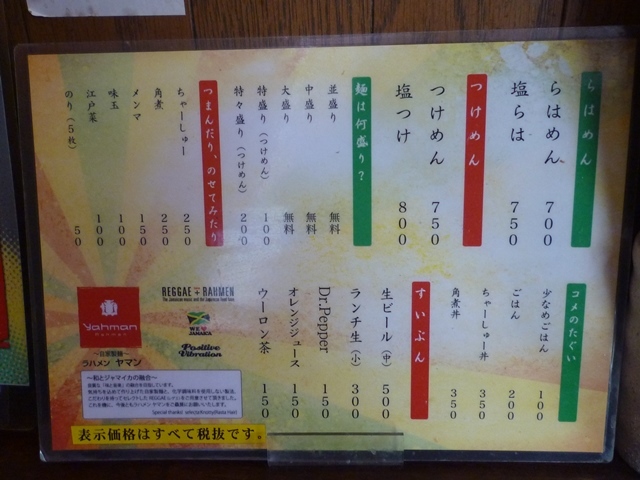 らはめん
らはめん 700
塩らは 750
つけめん
つけめん 750
塩つけ 800
麺は何盛り？
並盛り 無料
中盛り 無料
大盛り 無料
特盛り(つけめん) 100
特々盛り(つけめん) 200
つまんだり、のせてみたり
ちゃーしゅー 250
角煮 250
メンマ 150
味玉 100
江戸菜 100
のり(5枚) 50
コメのたぐい
少なめごはん 100
ごはん 200
ちゃーしゅー丼 350
角煮丼 350
すいぶん
生ビール(中) 500
ランチ生(小) 300
Dr.Pepper 150
オレンジジュース 150
ウーロン茶 150
REGGAE + RAHMEN
WE
JAMAICA
Positive
Vibration
Yahman
Rahmen
～自家製麺～
ラハメン ヤマン
～和とジャマイカの融合～
表示価格はすべて税抜です。